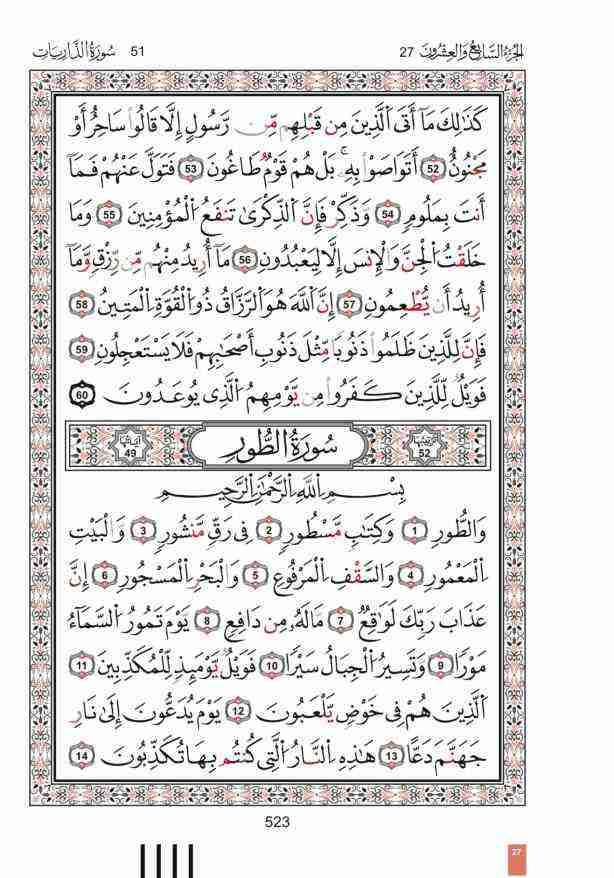 الجزء السابع والعشرون 27 51 سورة الذاريات
كَذَٰلِكَ مَآ أَتَى ٱلَّذِينَ مِن قَبْلِهِم مِّن رَّسُولٍ إِلَّا قَالُوا۟ سَاحِرٌ أَوْ
مَجْنُونٌ 52 أَتَوَاصَوْا۟ بِهِۦ ۚ بَلْ هُمْ قَوْمٌ طَاغُونَ 53 فَتَوَلَّ عَنْهُمْ فَمَآ
أَنتَ بِمَلُومٍ 54 وَذَكِّرْ فَإِنَّ ٱلذِّكْرَىٰ تَنفَعُ ٱلْمُؤْمِنِينَ 55 وَمَا
خَلَقْتُ ٱلْجِنَّ وَٱلْإِنسَ إِلَّا لِيَعْبُدُونِ 56 مَآ أُرِيدُ مِنْهُم مِّن رِّزْقٍ وَمَآ
أُرِيدُ أَن يُطْعِمُونِ 57 إِنَّ ٱللَّهَ هُوَ ٱلرَّزَّاقُ ذُو ٱلْقُوَّةِ ٱلْمَتِينُ 58
فَإِنَّ لِلَّذِينَ ظَلَمُوا۟ ذَنُوبًا مِّثْلَ ذَنُوبِ أَصْحَٰبِهِمْ فَلَا يَسْتَعْجِلُونِ 59
فَوَيْلٌ لِّلَّذِينَ كَفَرُوا۟ مِن يَوْمِهِمُ ٱلَّذِى يُوعَدُونَ 60
ترتيبها 52 سُورَةُ الطُّورِ آياتها 49
بِسْمِ ٱللَّهِ ٱلرَّحْمَٰنِ ٱلرَّحِيمِ
وَٱلطُّورِ 1 وَكِتَٰبٍ مَّسْطُورٍ 2 فِى رَقٍّ مَّنشُورٍ 3 وَٱلْبَيْتِ
ٱلْمَعْمُورِ 4 وَٱلسَّقْفِ ٱلْمَرْفُوعِ 5 وَٱلْبَحْرِ ٱلْمَسْجُورِ 6 إِنَّ
عَذَابَ رَبِّكَ لَوَٰقِعٌ 7 مَّا لَهُۥ مِن دَافِعٍ 8 يَوْمَ تَمُورُ ٱلسَّمَآءُ
مَوْرًا 9 وَتَسِيرُ ٱلْجِبَالُ سَيْرًا 10 فَوَيْلٌ يَوْمَئِذٍ لِّلْمُكَذِّبِينَ 11
ٱلَّذِينَ هُمْ فِى خَوْضٍ يَلْعَبُونَ 12 يَوْمَ يُدَعُّونَ إِلَىٰ نَارِ
جَهَنَّمَ دَعًّا 13 هَٰذِهِ ٱلنَّارُ ٱلَّتِى كُنتُم بِهَا تُكَذِّبُونَ 14
523
27